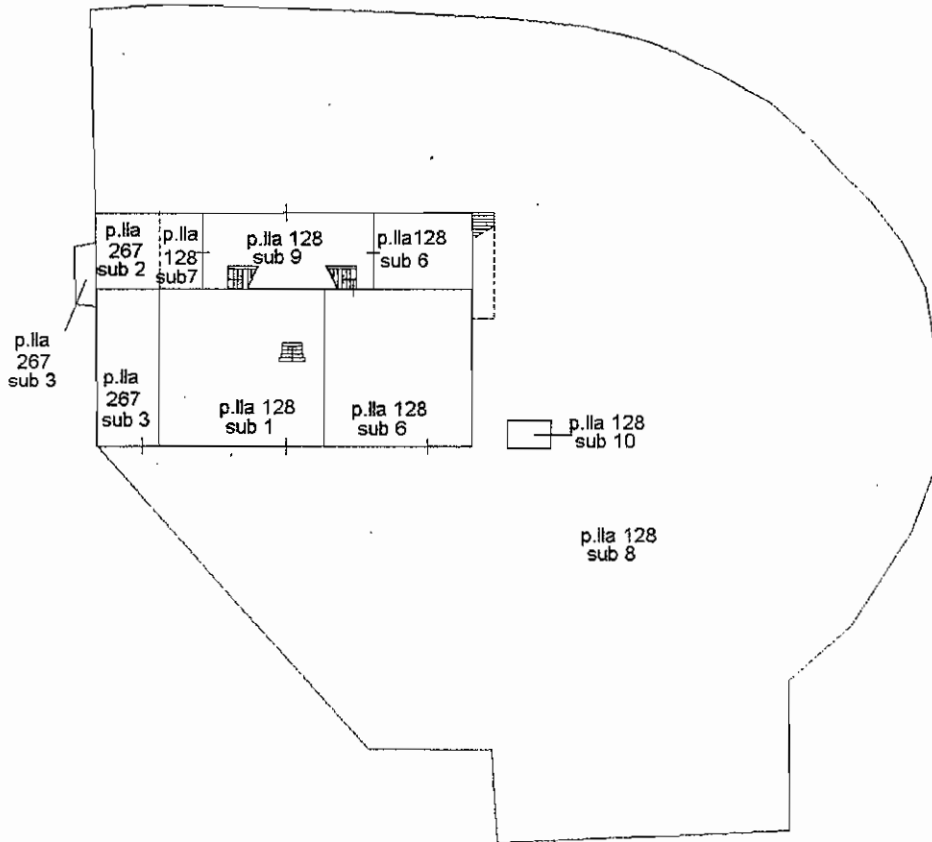 p.lla
267
sub 2
p.lla
128
sub7
p.lla 128
sub 9
p.lla128
sub 6
p.lla
267
sub 3
p.lla
267
sub 3
p.lla 128
sub 1
p.lla 128
sub 6
p.lla 128
sub 10
p.lla 128
sub 8